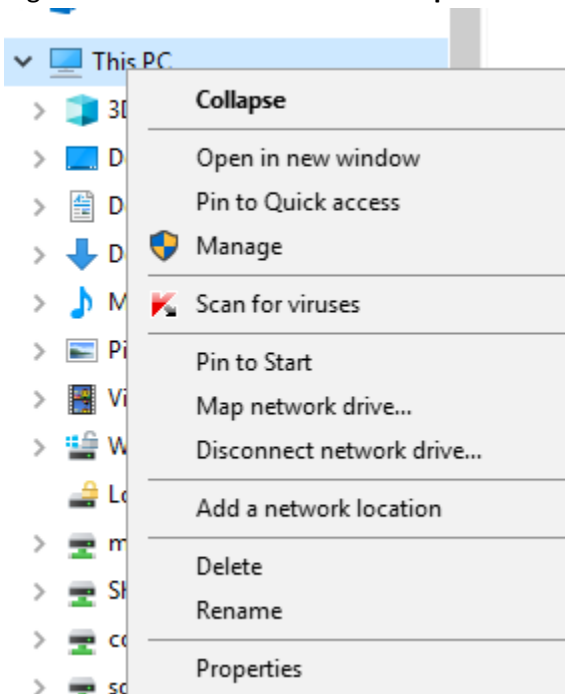 This PC
Collapse
Open in new window
Pin to Quick access
Manage
Scan for viruses
Pin to Start
Map network drive...
Disconnect network drive...
Add a network location
Delete
Rename
Properties